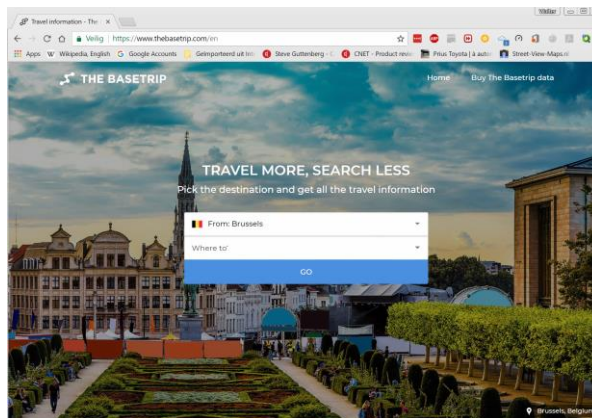 Travel information - The
Walter
Veilig
https://www.thebasetrip.com/en
Apps
Wikipedia, English
Google Accounts
Geïmporteerd uit Int
Steve Guttenberg - C
CNET - Product revie
Prius Toyota | à auto
Street-View-Maps.nl
THE BASETRIP
Home
Buy The Basetrip data
TRAVEL MORE, SEARCH LESS
Pick the destination and get all the travel information
From: Brussels
Where to?
GO
Brussels, Belgium